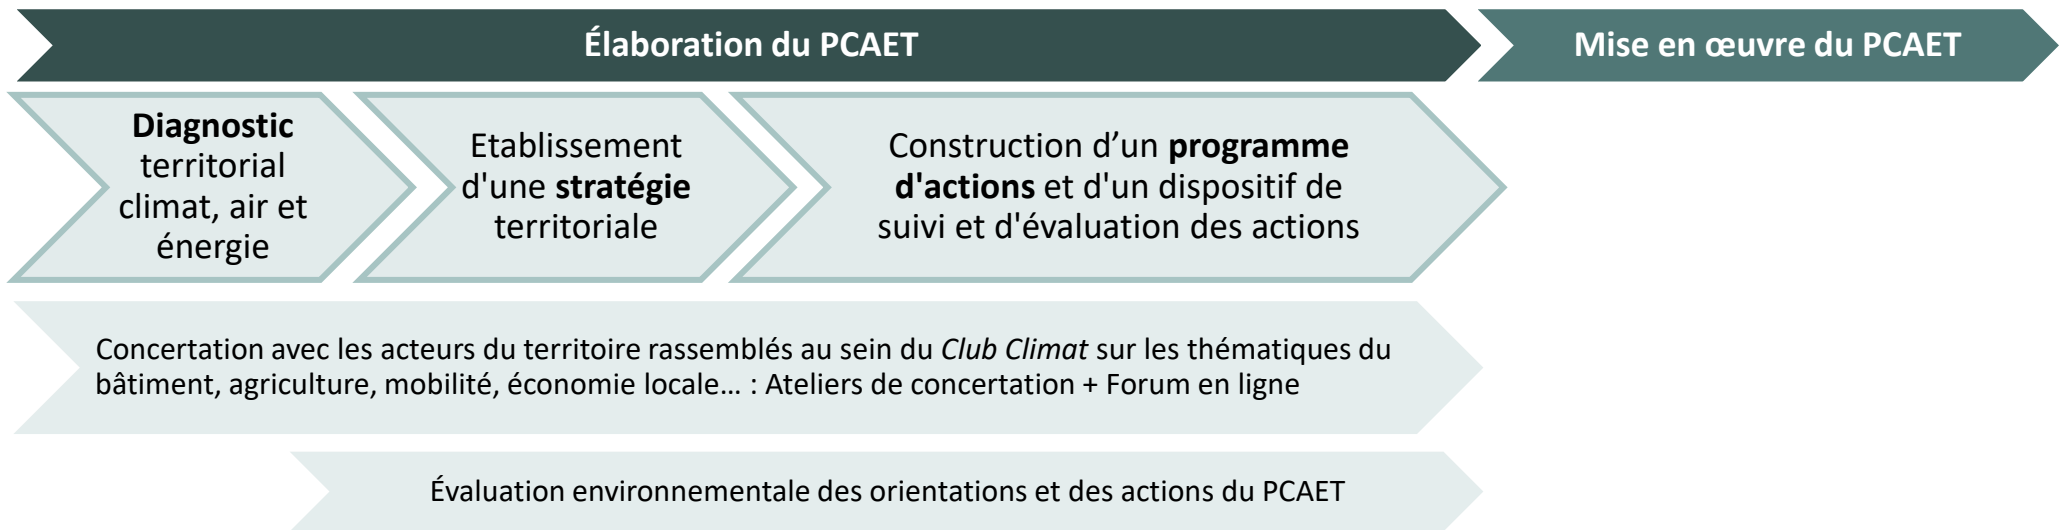 Élaboration du PCAET
Mise en œuvre du PCAET
Diagnostic
territorial
climat, air et
énergie
Etablissement
d'une stratégie
territoriale
Construction d’un programme
d'actions et d'un dispositif de
suivi et d'évaluation des actions
Concertation avec les acteurs du territoire rassemblés au sein du Club Climat sur les thématiques du
bâtiment, agriculture, mobilité, économie locale… : Ateliers de concertation + Forum en ligne
Évaluation environnementale des orientations et des actions du PCAET